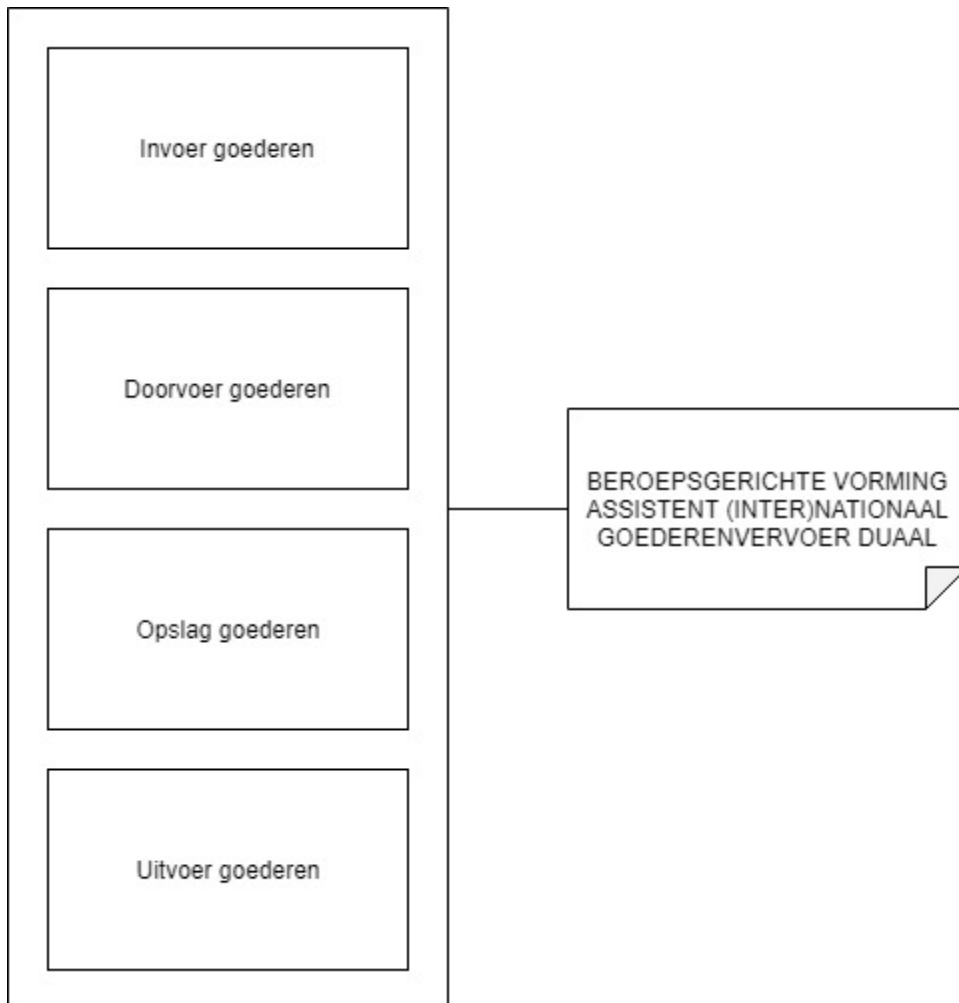 Invoer goederen
Doorvoer goederen
Opslag goederen
Uitvoer goederen
BEROEPSGERICHTE VORMING
ASSISTENT (INTER)NATIONAAL
GOEDERENVERVOER DUAAL